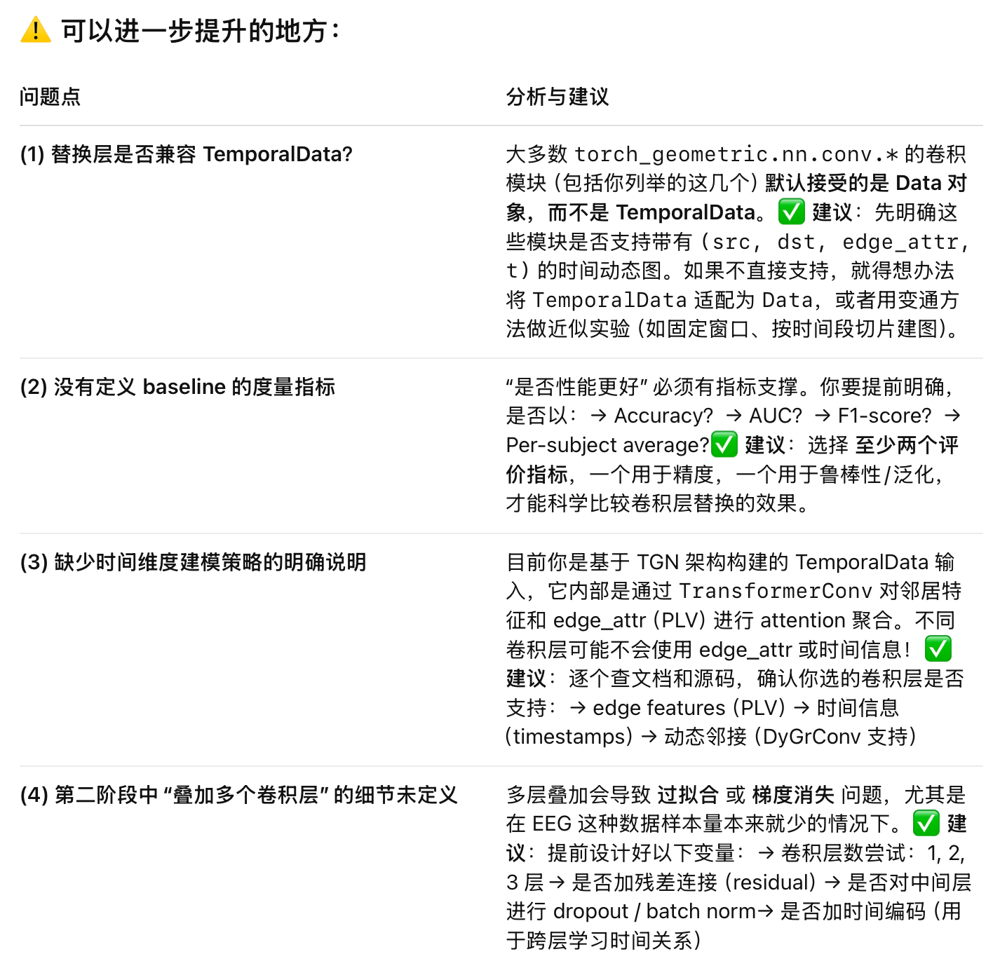 ⚠️ 可以进一步提升的地方：
问题点
分析与建议
(1) 替换层是否兼容 TemporalData？
大多数 torch_geometric.nn.conv.* 的卷积
模块（包括你列举的这几个）默认接受的是 Data 对
象，而不是 TemporalData。✅ 建议：先明确这
些模块是否支持带有 (src, dst, edge_attr,
t) 的时间动态图。如果不直接支持，就得想办法
将 TemporalData 适配为 Data，或者用变通方
法做近似实验（如固定窗口、按时间段切片建图）。
(2) 没有定义 baseline 的度量指标
“是否性能更好” 必须有指标支撑。你要提前明确，
是否以：→ Accuracy？→ AUC？→ F1-score？→
Per-subject average？✅ 建议：选择 至少两个评
价指标，一个用于精度，一个用于鲁棒性/泛化，
才能科学比较卷积层替换的效果。
(3) 缺少时间维度建模策略的明确说明
目前你是基于 TGN 架构构建的 TemporalData 输
入，它内部是通过 TransformerConv 对邻居特
征和 edge_attr（PLV）进行 attention 聚合。不同
卷积层可能不会使用 edge_attr 或时间信息！✅
建议：逐个查文档和源码，确认你选的卷积层是否
支持：→ edge features（PLV）→ 时间信息
（timestamps）→ 动态邻接（DyGrConv 支持）
(4) 第二阶段中 “叠加多个卷积层” 的细节未定义
多层叠加会导致 过拟合 或 梯度消失 问题，尤其是
在 EEG 这种数据样本量本来就少的情况下。✅ 建
议：提前设计好以下变量：→ 卷积层数尝试：1, 2,
3 层 → 是否加残差连接（residual）→ 是否对中间层
进行 dropout / batch norm→ 是否加时间编码（用
于跨层学习时间关系）